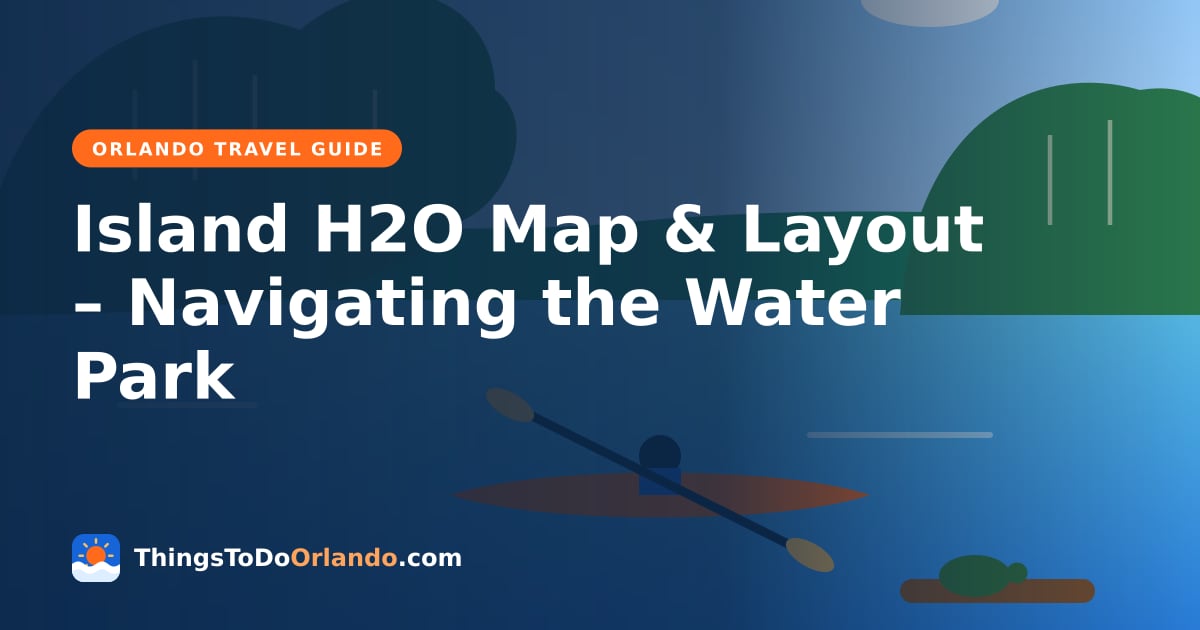 ORLANDO TRAVEL GUIDE
Island H2O Map & Layout
– Navigating the Water
Park
ThingsToDoOrlando.com